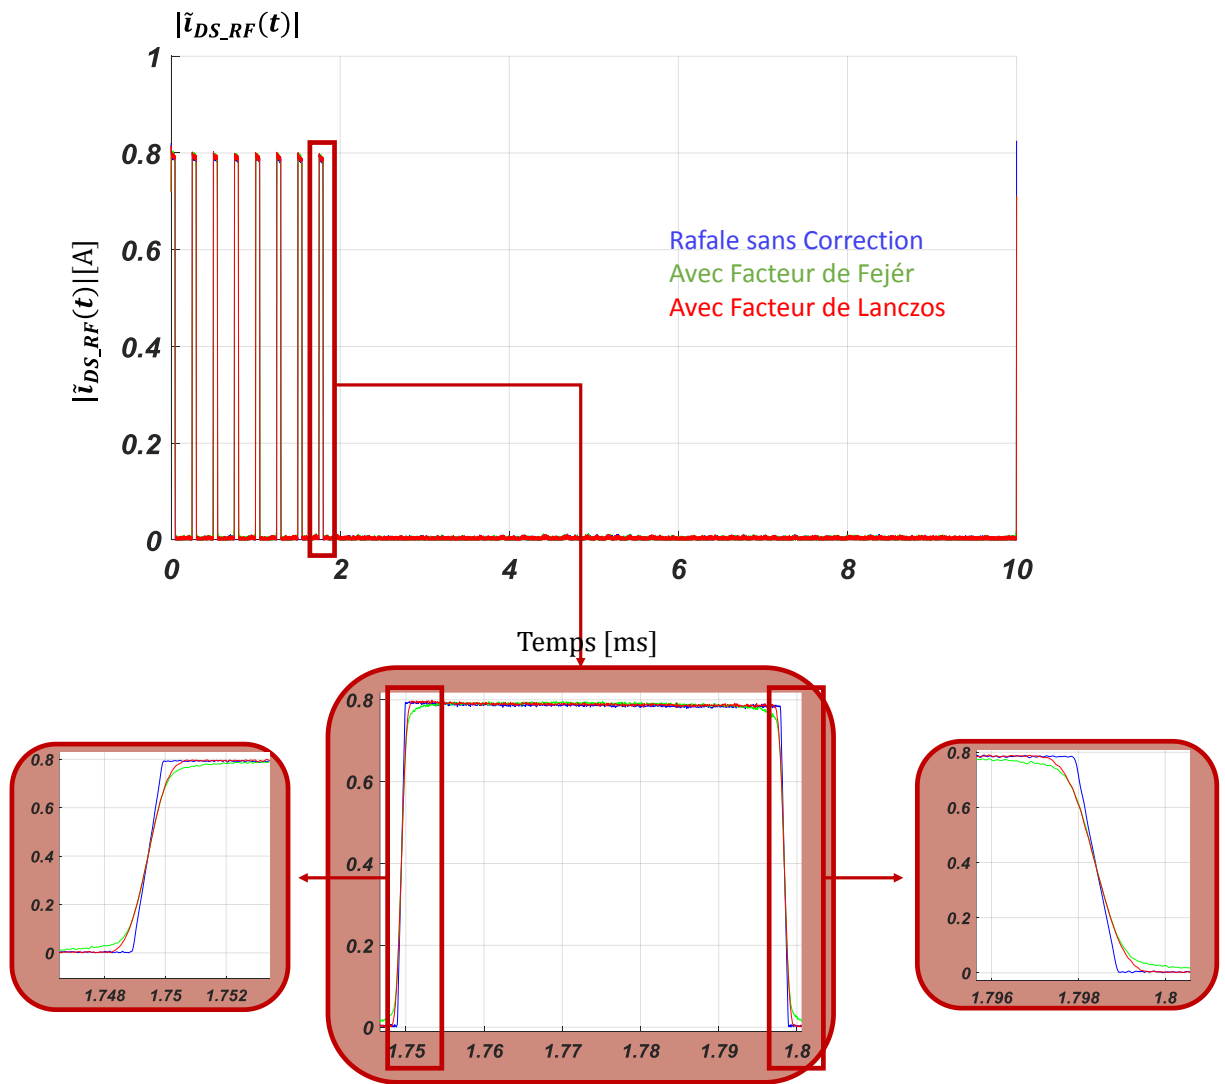 |ĩDS_RF(t)|
1
0.8
0.6
0.4
0.2
0
|ĩDS_RF(t)||[A]
Rafale sans Correction
Avec Facteur de Fejér
Avec Facteur de Lanczos
0 2 4 6 8 10
Temps [ms]
0.8
0.6
0.4
0.2
0
1.748 1.75 1.752
0.8
0.6
0.4
0.2
0
1.75 1.76 1.77 1.78 1.79 1.8
0.8
0.6
0.4
0.2
0
1.796 1.798 1.8